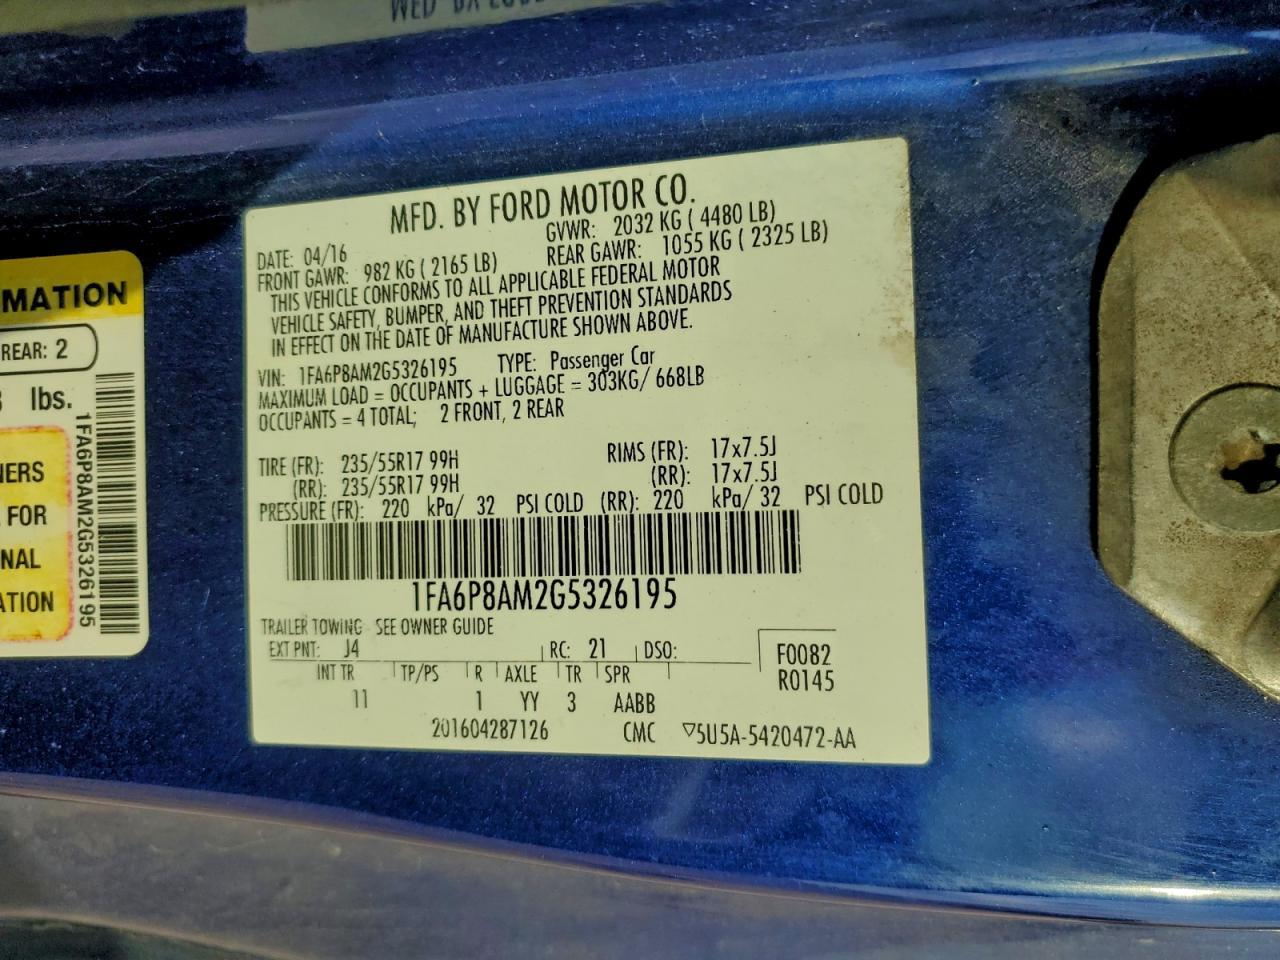 MFD. BY FORD MOTOR CO.
DATE: 04/16 GVWR: 2032 KG ( 4480 LB)
FRONT GAWR: 982 KG ( 2165 LB) REAR GAWR: 1055 KG ( 2325 LB)
THIS VEHICLE CONFORMS TO ALL APPLICABLE FEDERAL MOTOR
VEHICLE SAFETY, BUMPER, AND THEFT PREVENTION STANDARDS
IN EFFECT ON THE DATE OF MANUFACTURE SHOWN ABOVE.
VIN: 1FA6P8AM2G5326195 TYPE: Passenger Car
MAXIMUM LOAD = OCCUPANTS + LUGGAGE = 303KG/ 668LB
OCCUPANTS = 4 TOTAL; 2 FRONT, 2 REAR
TIRE (FR): 235/55R17 99H RIMS (FR): 17x7.5J
(RR): 235/55R17 99H (RR): 17x7.5J
PRESSURE (FR): 220 kPa/ 32 PSI COLD (RR): 220 kPa/ 32 PSI COLD
1FA6P8AM2G5326195
TRAILER TOWING SEE OWNER GUIDE
EXT PNT: J4 RC: 21 DSO: F0082
R0145
INT TR TP/PS R AXLE TR SPR
11 1 YY 3 AABB
201604287126 CMC ▽5U5A-5420472-AA
MATION
REAR: 2
lbs.
NERS
FOR
NAL
ATION
1FA6P8AM2G5326195